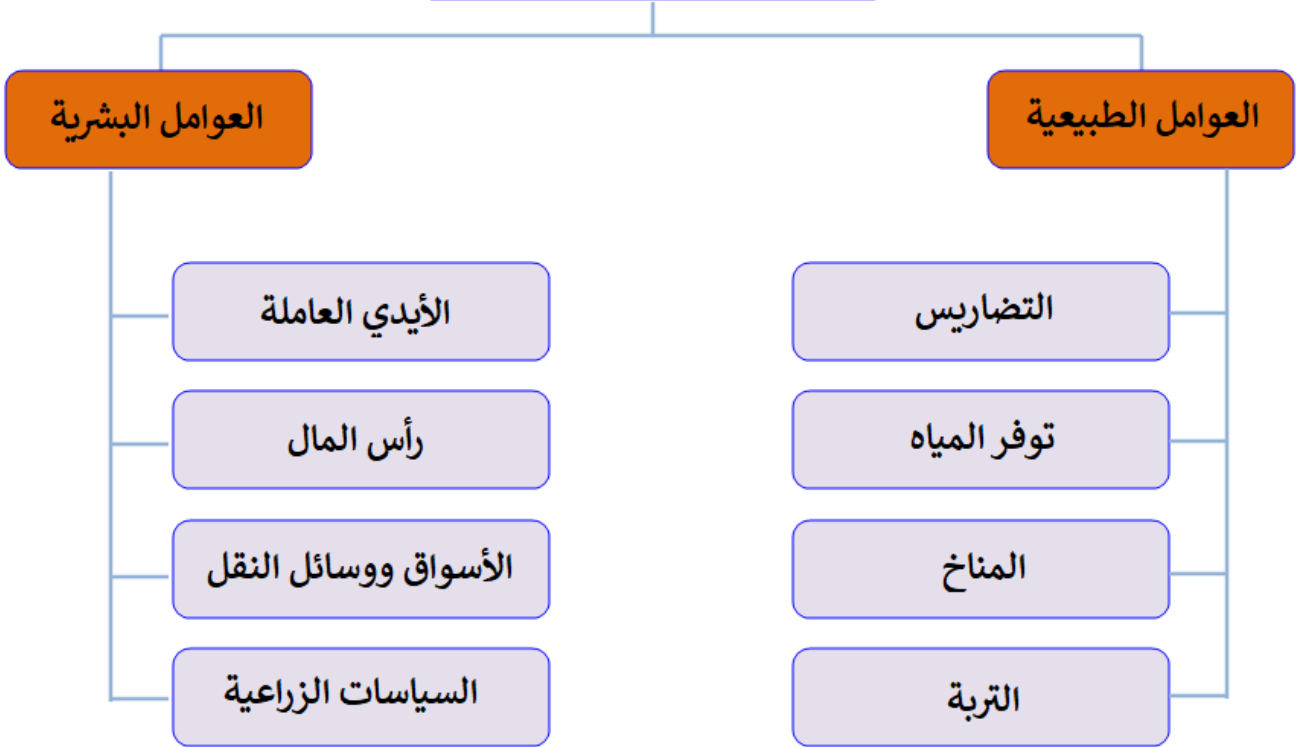 العوامل الطبيعية
التضاريس
توفر المياه
المناخ
التربة
العوامل البشرية
الأيدي العاملة
رأس المال
الأسواق ووسائل النقل
السياسات الزراعية